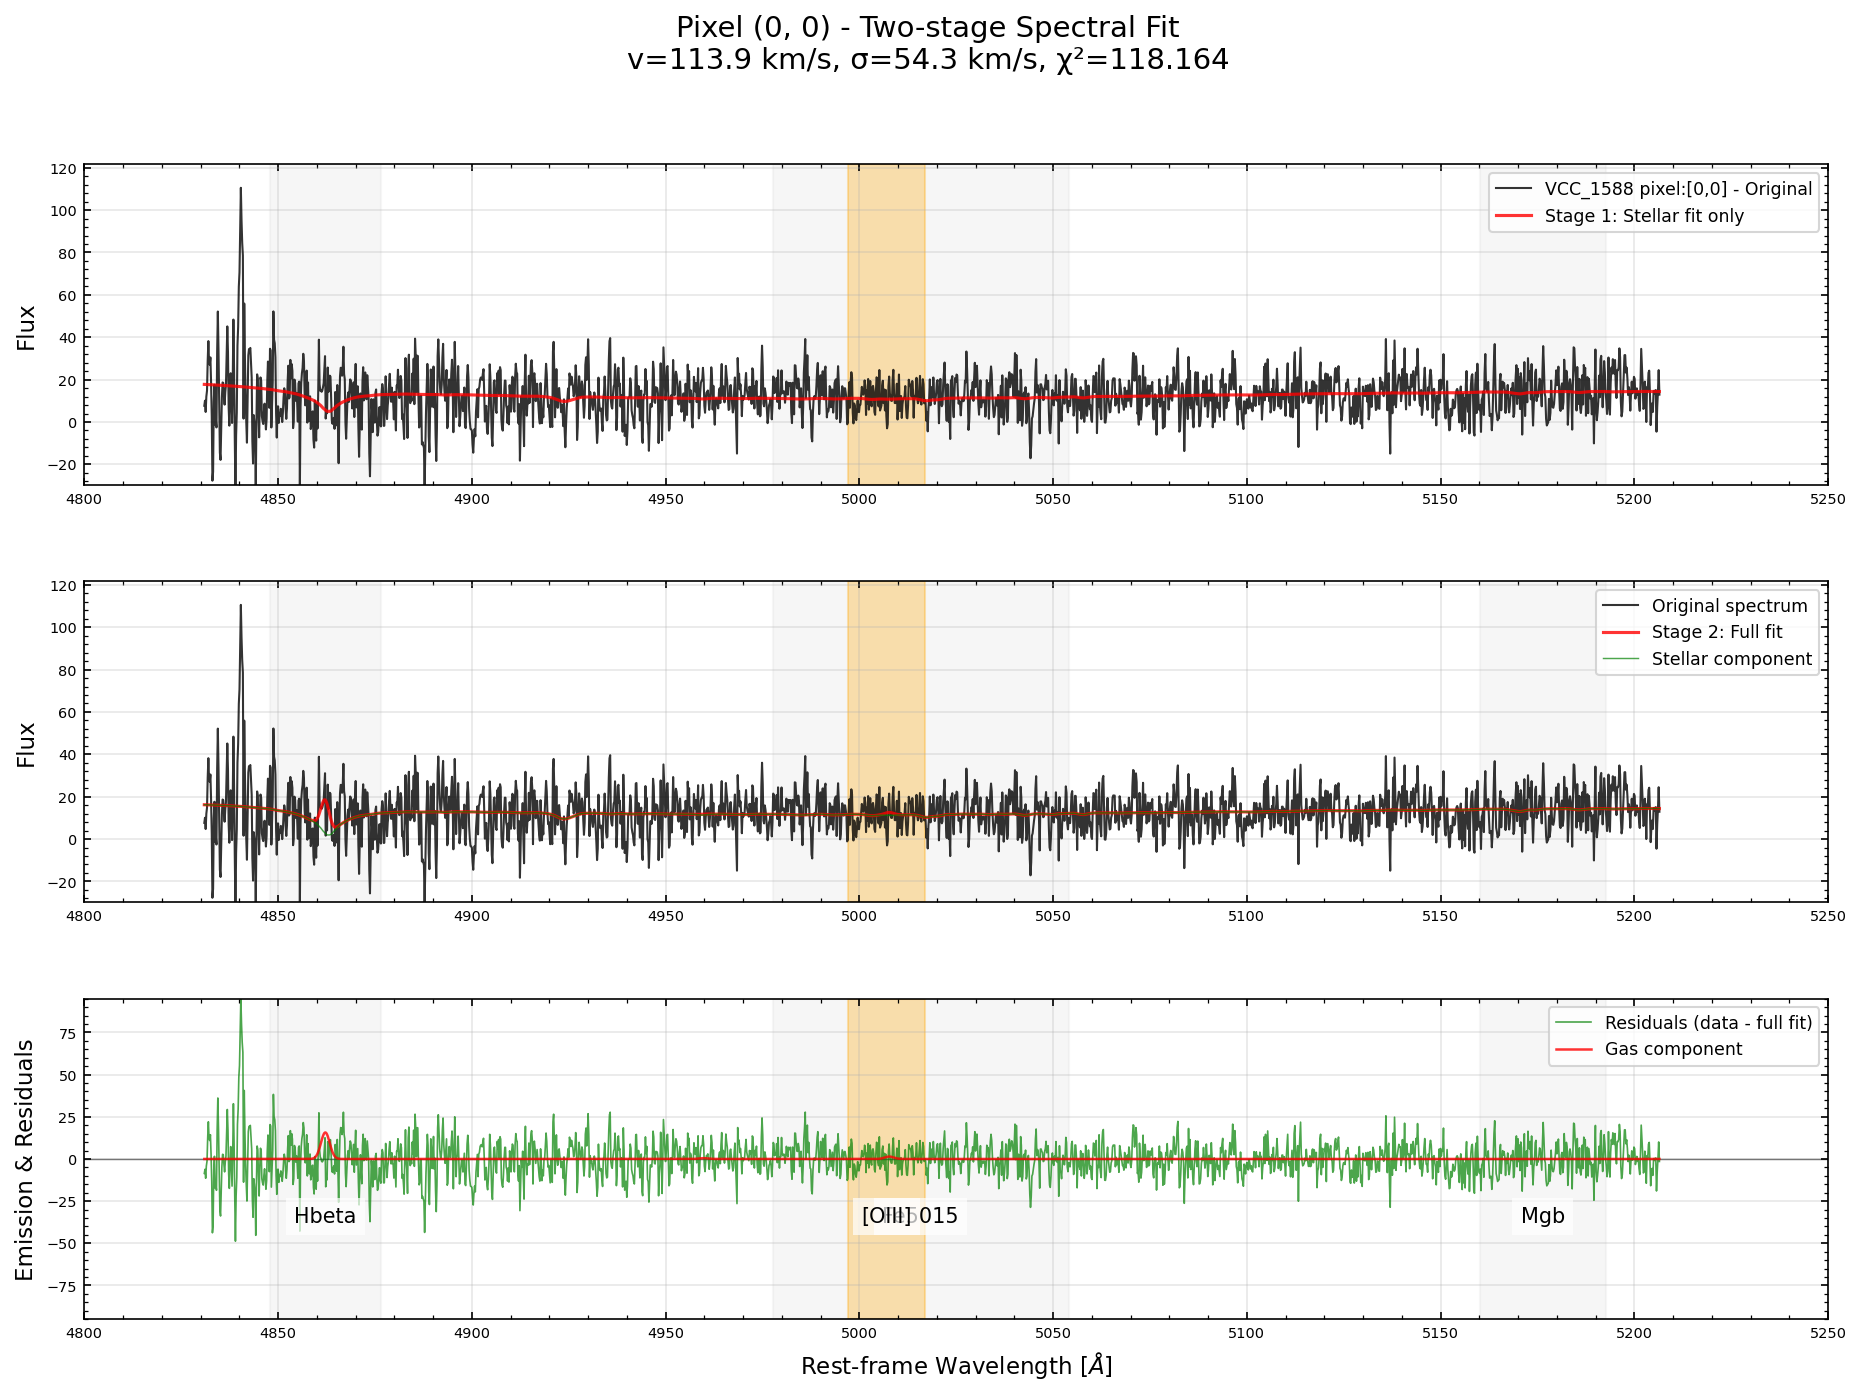 Pixel (0, 0) - Two-stage Spectral Fit
v=113.9 km/s, σ=54.3 km/s, χ²=118.164
Flux
120
100
80
60
40
20
0
−20
VCC_1588 pixel:[0,0] - Original
Stage 1: Stellar fit only
4800 4850 4900 4950 5000 5050 5100 5150 5200 5250
Flux
120
100
80
60
40
20
0
−20
Original spectrum
Stage 2: Full fit
Stellar component
4800 4850 4900 4950 5000 5050 5100 5150 5200 5250
Emission & Residuals
75
50
25
0
−25
−50
−75
Residuals (data - full fit)
Gas component
Hbeta
[OIII]
Fe5015
Mgb
4800 4850 4900 4950 5000 5050 5100 5150 5200 5250
Rest-frame Wavelength [Å]